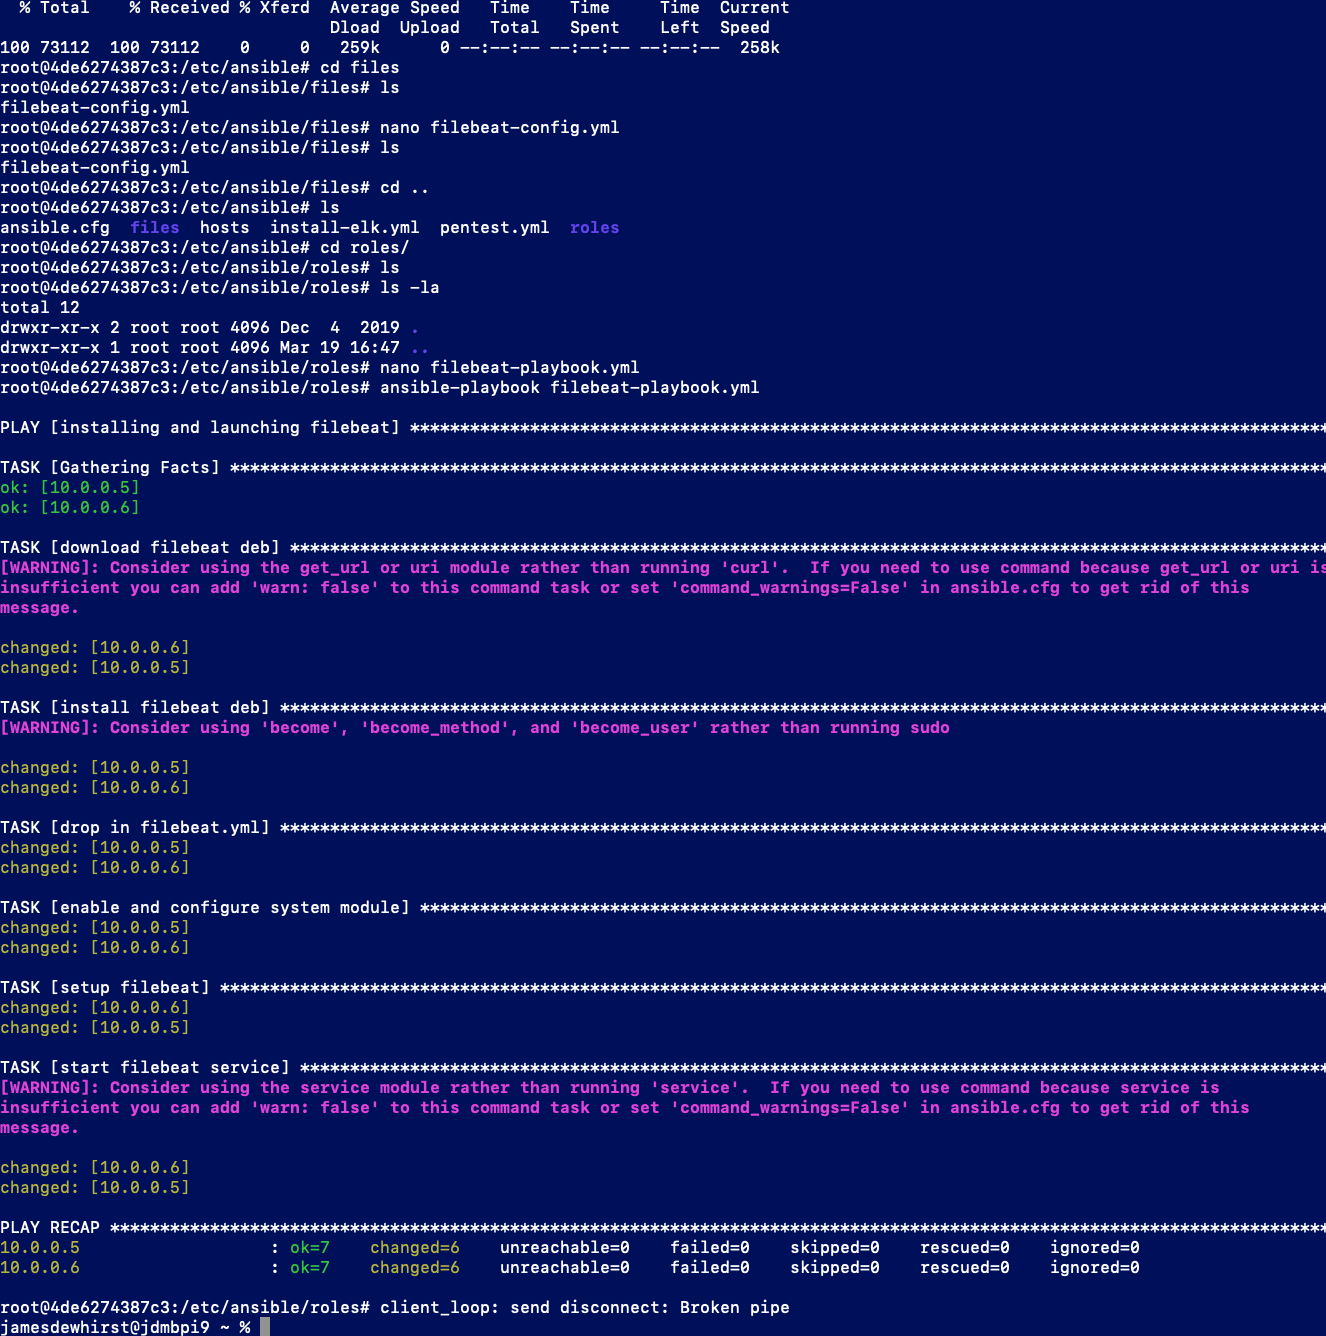 % Total    % Received % Xferd  Average Speed   Time    Time     Time  Current
                                 Dload  Upload   Total   Spent    Left  Speed
100 73112  100 73112    0     0   259k      0 --:--:-- --:--:-- --:--:--  258k
root@4de6274387c3:/etc/ansible# cd files
root@4de6274387c3:/etc/ansible/files# ls
filebeat-config.yml
root@4de6274387c3:/etc/ansible/files# nano filebeat-config.yml
root@4de6274387c3:/etc/ansible/files# ls
filebeat-config.yml
root@4de6274387c3:/etc/ansible/files# cd ..
root@4de6274387c3:/etc/ansible# ls
ansible.cfg  files  hosts  install-elk.yml  pentest.yml  roles
root@4de6274387c3:/etc/ansible# cd roles/
root@4de6274387c3:/etc/ansible/roles# ls
root@4de6274387c3:/etc/ansible/roles# ls -la
total 12
drwxr-xr-x 2 root root 4096 Dec  4  2019 .
drwxr-xr-x 1 root root 4096 Mar 19 16:47 ..
root@4de6274387c3:/etc/ansible/roles# nano filebeat-playbook.yml
root@4de6274387c3:/etc/ansible/roles# ansible-playbook filebeat-playbook.yml
PLAY [installing and launching filebeat] ********************************************************************************************
TASK [Gathering Facts] **************************************************************************************************************
ok: [10.0.0.5]
ok: [10.0.0.6]
TASK [download filebeat deb] ********************************************************************************************************
[WARNING]: Consider using the get_url or uri module rather than running 'curl'.  If you need to use command because get_url or uri is
insufficient you can add 'warn: false' to this command task or set 'command_warnings=False' in ansible.cfg to get rid of this
message.
changed: [10.0.0.6]
changed: [10.0.0.5]
TASK [install filebeat deb] *********************************************************************************************************
[WARNING]: Consider using 'become', 'become_method', and 'become_user' rather than running sudo
changed: [10.0.0.5]
changed: [10.0.0.6]
TASK [drop in filebeat.yml] *********************************************************************************************************
changed: [10.0.0.5]
changed: [10.0.0.6]
TASK [enable and configure system module] *******************************************************************************************
changed: [10.0.0.5]
changed: [10.0.0.6]
TASK [setup filebeat] ***************************************************************************************************************
changed: [10.0.0.6]
changed: [10.0.0.5]
TASK [start filebeat service] *******************************************************************************************************
[WARNING]: Consider using the service module rather than running 'service'.  If you need to use command because service is
insufficient you can add 'warn: false' to this command task or set 'command_warnings=False' in ansible.cfg to get rid of this
message.
changed: [10.0.0.6]
changed: [10.0.0.5]
PLAY RECAP **************************************************************************************************************************
10.0.0.5                   : ok=7    changed=6    unreachable=0    failed=0    skipped=0    rescued=0    ignored=0
10.0.0.6                   : ok=7    changed=6    unreachable=0    failed=0    skipped=0    rescued=0    ignored=0
root@4de6274387c3:/etc/ansible/roles# client_loop: send disconnect: Broken pipe
jamesdewhirst@jdmbpi9 ~ %